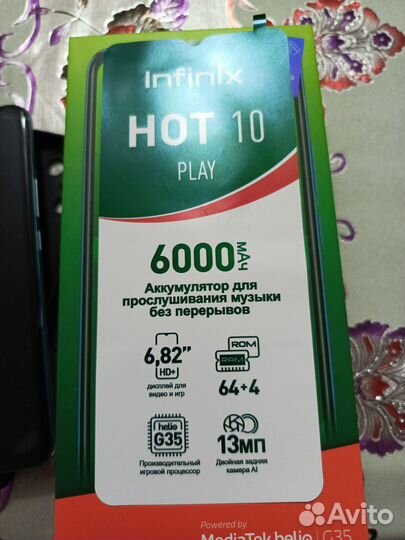 Infinix
HOT 10
PLAY
6000 МАЧ
Аккумулятор для
прослушивания музыки
без перерывов
6,82”
HD+
дисплей для
видео и игр
ROM
RAM
64+4
helio
G35
Производительный
игровой процессор
13МП
Двойная задняя
камера AI
Powered by
MediaTek helio G35
Avito